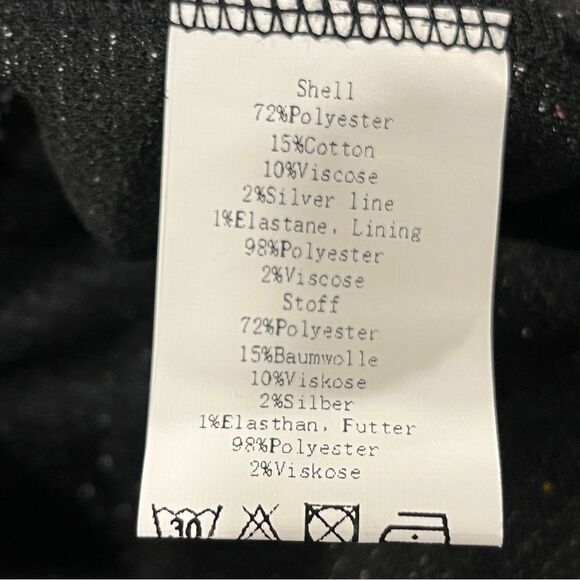 Shell
72%Polyester
15%Cotton
10%Viscose
2%Silver line
1%Elastane, Lining
98%Polyester
2%Viscose
Stoff
72%Polyester
15%Baumwolle
10%Viskose
2%Silber
1%Elasthan, Futter
98%Polyester
2%Viskose
30